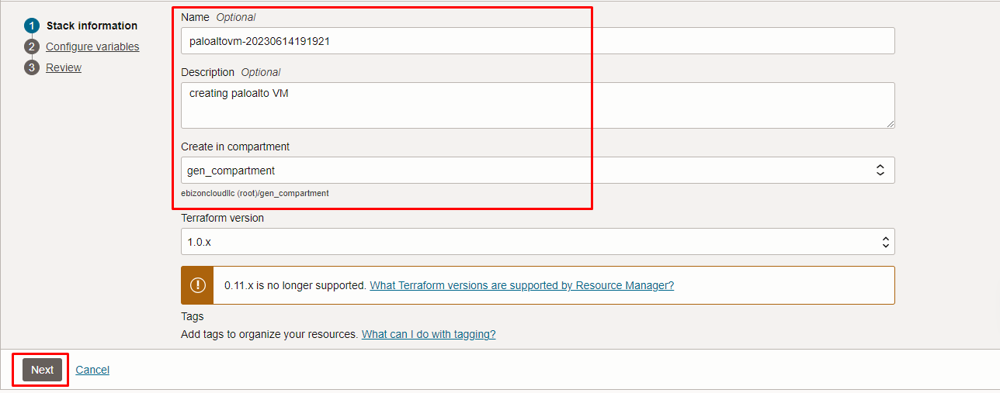 1 Stack information
2 Configure variables
3 Review
Name Optional
paloaltovm-20230614191921
Description Optional
creating paloalto VM
Create in compartment
gen_compartment
ebizoncloudllc (root)/gen_compartment
Terraform version
1.0.x
0.11.x is no longer supported. What Terraform versions are supported by Resource Manager?
Tags
Add tags to organize your resources. What can I do with tagging?
Next Cancel